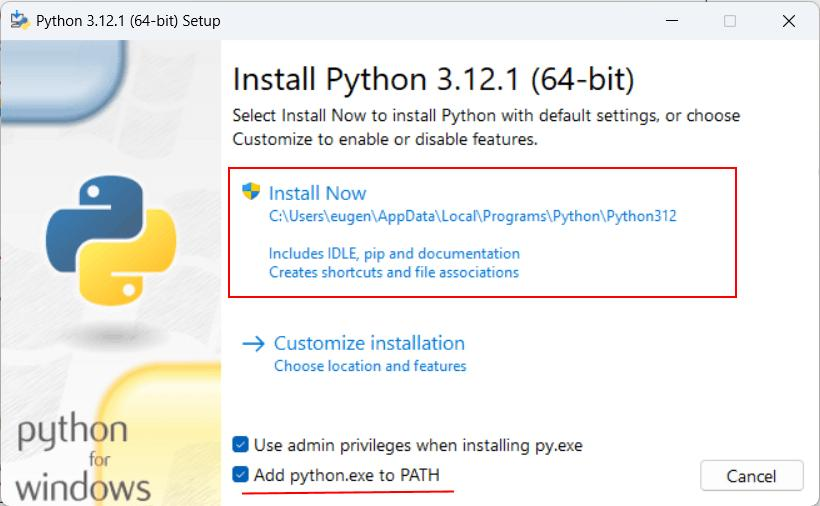 Python 3.12.1 (64-bit) Setup
Install Python 3.12.1 (64-bit)
Select Install Now to install Python with default settings, or choose
Customize to enable or disable features.
Install Now
C:\Users\eugen\AppData\Local\Programs\Python\Python312
Includes IDLE, pip and documentation
Creates shortcuts and file associations
Customize installation
Choose location and features
python
for
windows
Use admin privileges when installing py.exe
Add python.exe to PATH
Cancel